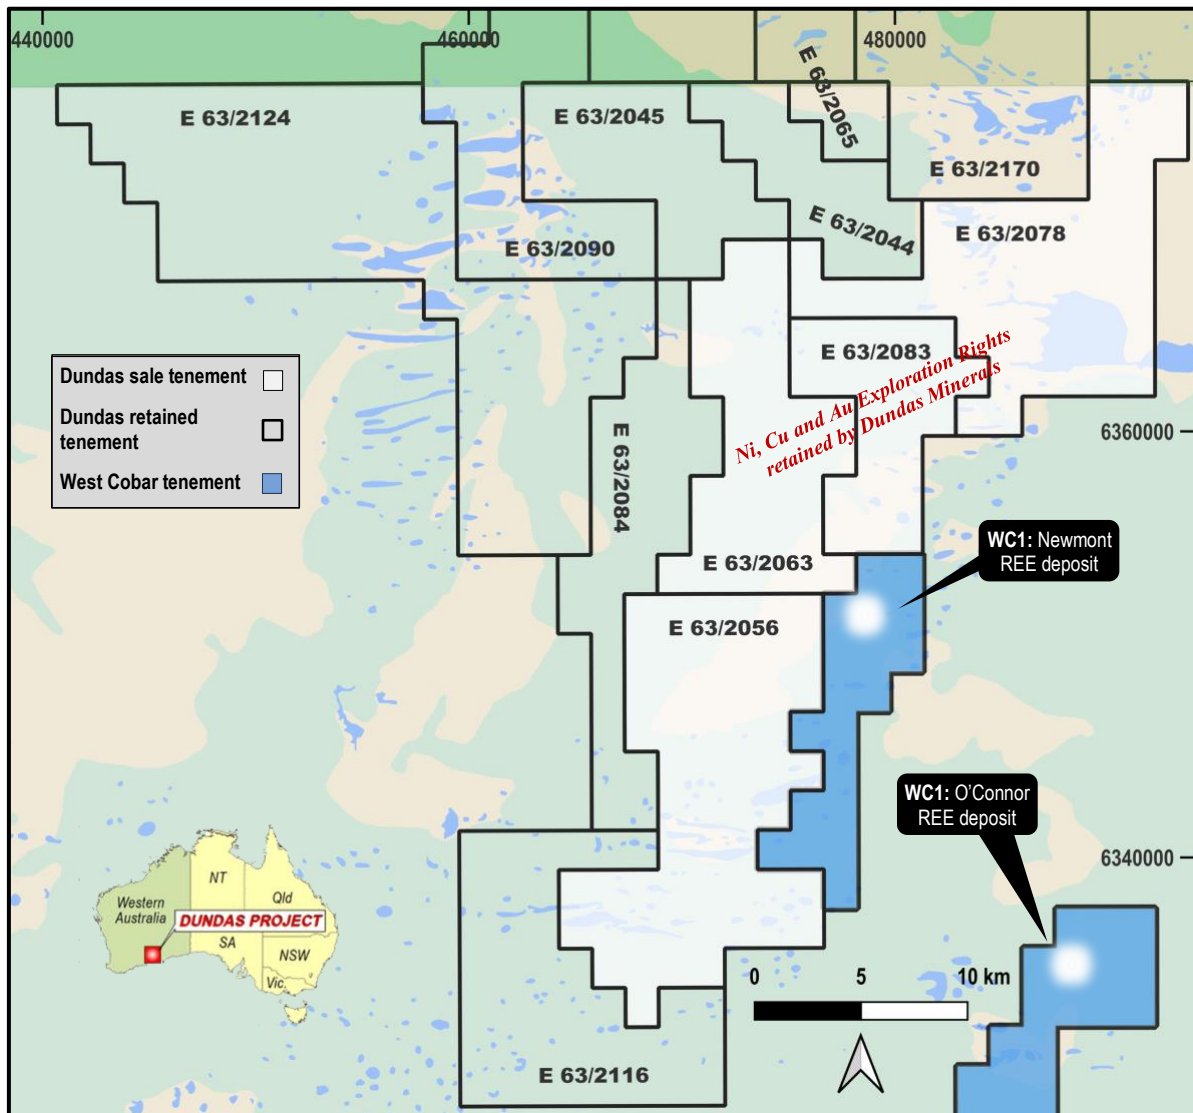 440000
460000
480000
E 63/2124
E 63/2045
E 63/2065
E 63/2170
E 63/2090
E 63/2044
E 63/2078
Dundas sale tenement
Dundas retained
tenement
West Cobar tenement
E 63/2083
Ni, Cu and Au Exploration Rights
retained by Dundas Minerals
6360000
E 63/2084
E 63/2063
WC1: Newmont
REE deposit
E 63/2056
WC1: O'Connor
REE deposit
6340000
NT
Qld
Western
Australia
DUNDAS PROJECT
SA
NSW
Vic.
0
5
10 km
E 63/2116